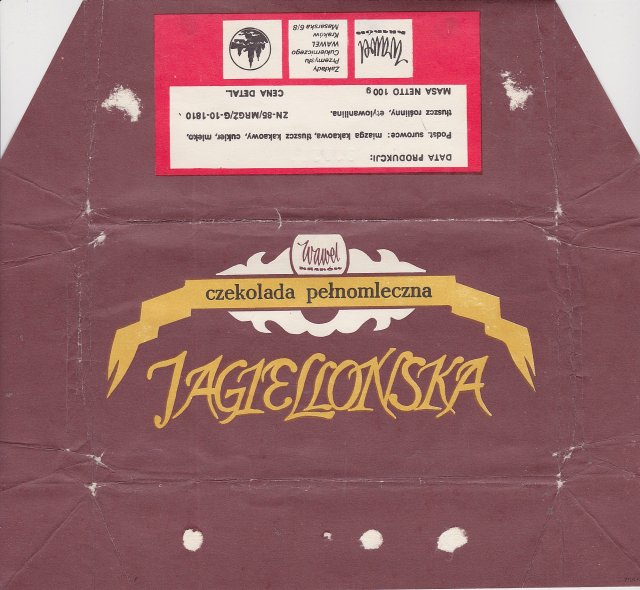 DATA PRODUKCJI:
Podst. surowce: miazga kakaowa, tłuszcz kakaowy, cukier, mleko,
tłuszcz roślinny, etylowanilina.
ZN-85/MRGŻ/G-10-1810
MASA NETTO 100 g
CENA DETAL
Wawel
KRAKÓW
Zakłady
Przemysłu
Cukierniczego
WAWEL
Kraków
Masarska 6/8
Wawel
KRAKÓW
czekolada pełnomleczna
JAGIELLOŃSKA